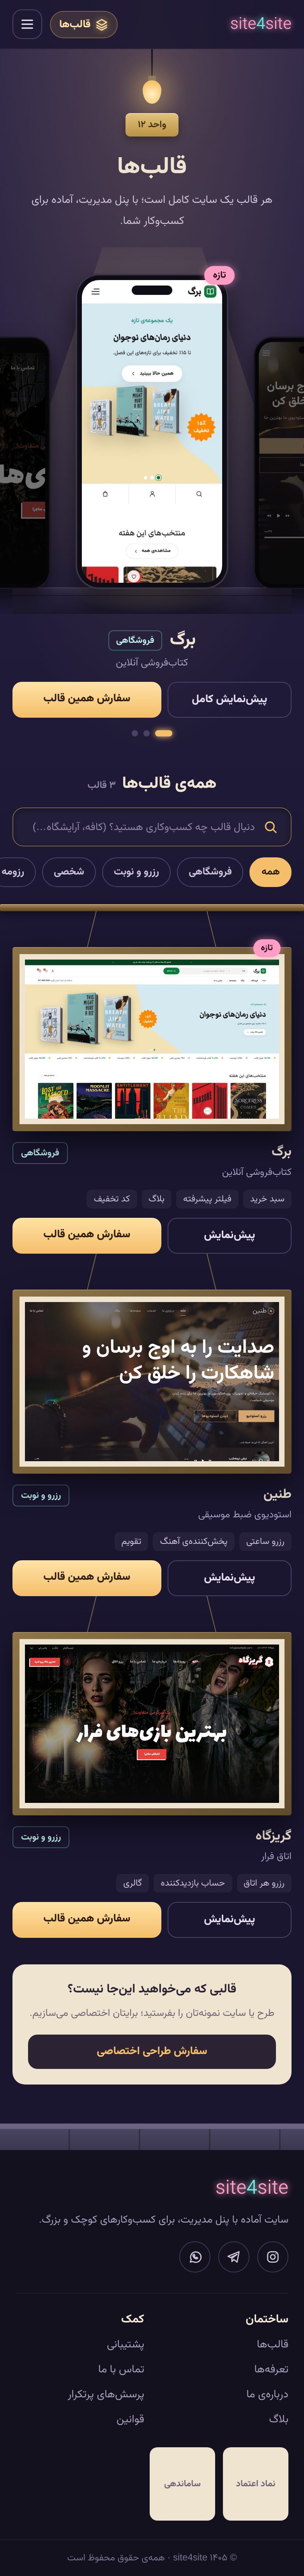 site4site
قالب‌ها
واحد ۱۲
قالب‌ها
هر قالب یک سایت کامل است؛ با پنل مدیریت، آماده برای
کسب‌وکار شما.
تازه
برگ
یک مجموعه‌ی تازه
دنیای رمان‌های نوجوان
تا ۱۵٪ تخفیف برای تازه‌های این فصل.
همین حالا ببینید
۱۵٪
تخفیف
منتخب‌های این هفته
مشاهده‌ی همه
برگ
فروشگاهی
کتاب‌فروشی آنلاین
پیش‌نمایش کامل
سفارش همین قالب
همه‌ی قالب‌ها
۳ قالب
دنبال قالب چه کسب‌وکاری هستید؟ (کافه، آرایشگاه…)
همه
فروشگاهی
رزرو و نوبت
شخصی
رزومه
تازه
برگ
دنیای رمان‌های نوجوان
منتخب‌های این هفته
برگ
فروشگاهی
کتاب‌فروشی آنلاین
سبد خرید
فیلتر پیشرفته
بلاگ
کد تخفیف
پیش‌نمایش
سفارش همین قالب
طنین
صدایت را به اوج برسان و
شاهکارت را خلق کن
طنین
رزرو و نوبت
استودیوی ضبط موسیقی
رزرو ساعتی
پخش‌کننده‌ی آهنگ
تقویم
پیش‌نمایش
سفارش همین قالب
گریزگاه
بهترین بازی‌های فرار
گریزگاه
رزرو و نوبت
اتاق فرار
رزرو هر اتاق
حساب بازدیدکننده
گالری
پیش‌نمایش
سفارش همین قالب
قالبی که می‌خواهید این‌جا نیست؟
طرح یا سایت نمونه‌تان را بفرستید؛ برایتان اختصاصی می‌سازیم.
سفارش طراحی اختصاصی
site4site
سایت آماده با پنل مدیریت، برای کسب‌وکارهای کوچک و بزرگ.
ساختمان
قالب‌ها
تعرفه‌ها
درباره‌ی ما
بلاگ
کمک
پشتیبانی
تماس با ما
پرسش‌های پرتکرار
قوانین
نماد اعتماد
ساماندهی
© ۱۴۰۵ site4site · همه‌ی حقوق محفوظ است